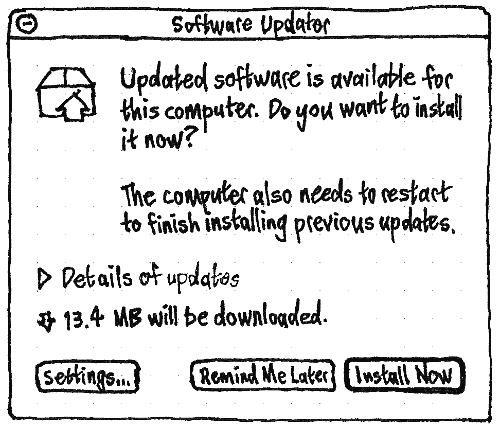 Software Updater
Updated software is available for
this computer. Do you want to install
it now?
The computer also needs to restart
to finish installing previous updates.
Details of updates
13.4 MB will be downloaded.
Settings...
Remind Me Later
Install Now